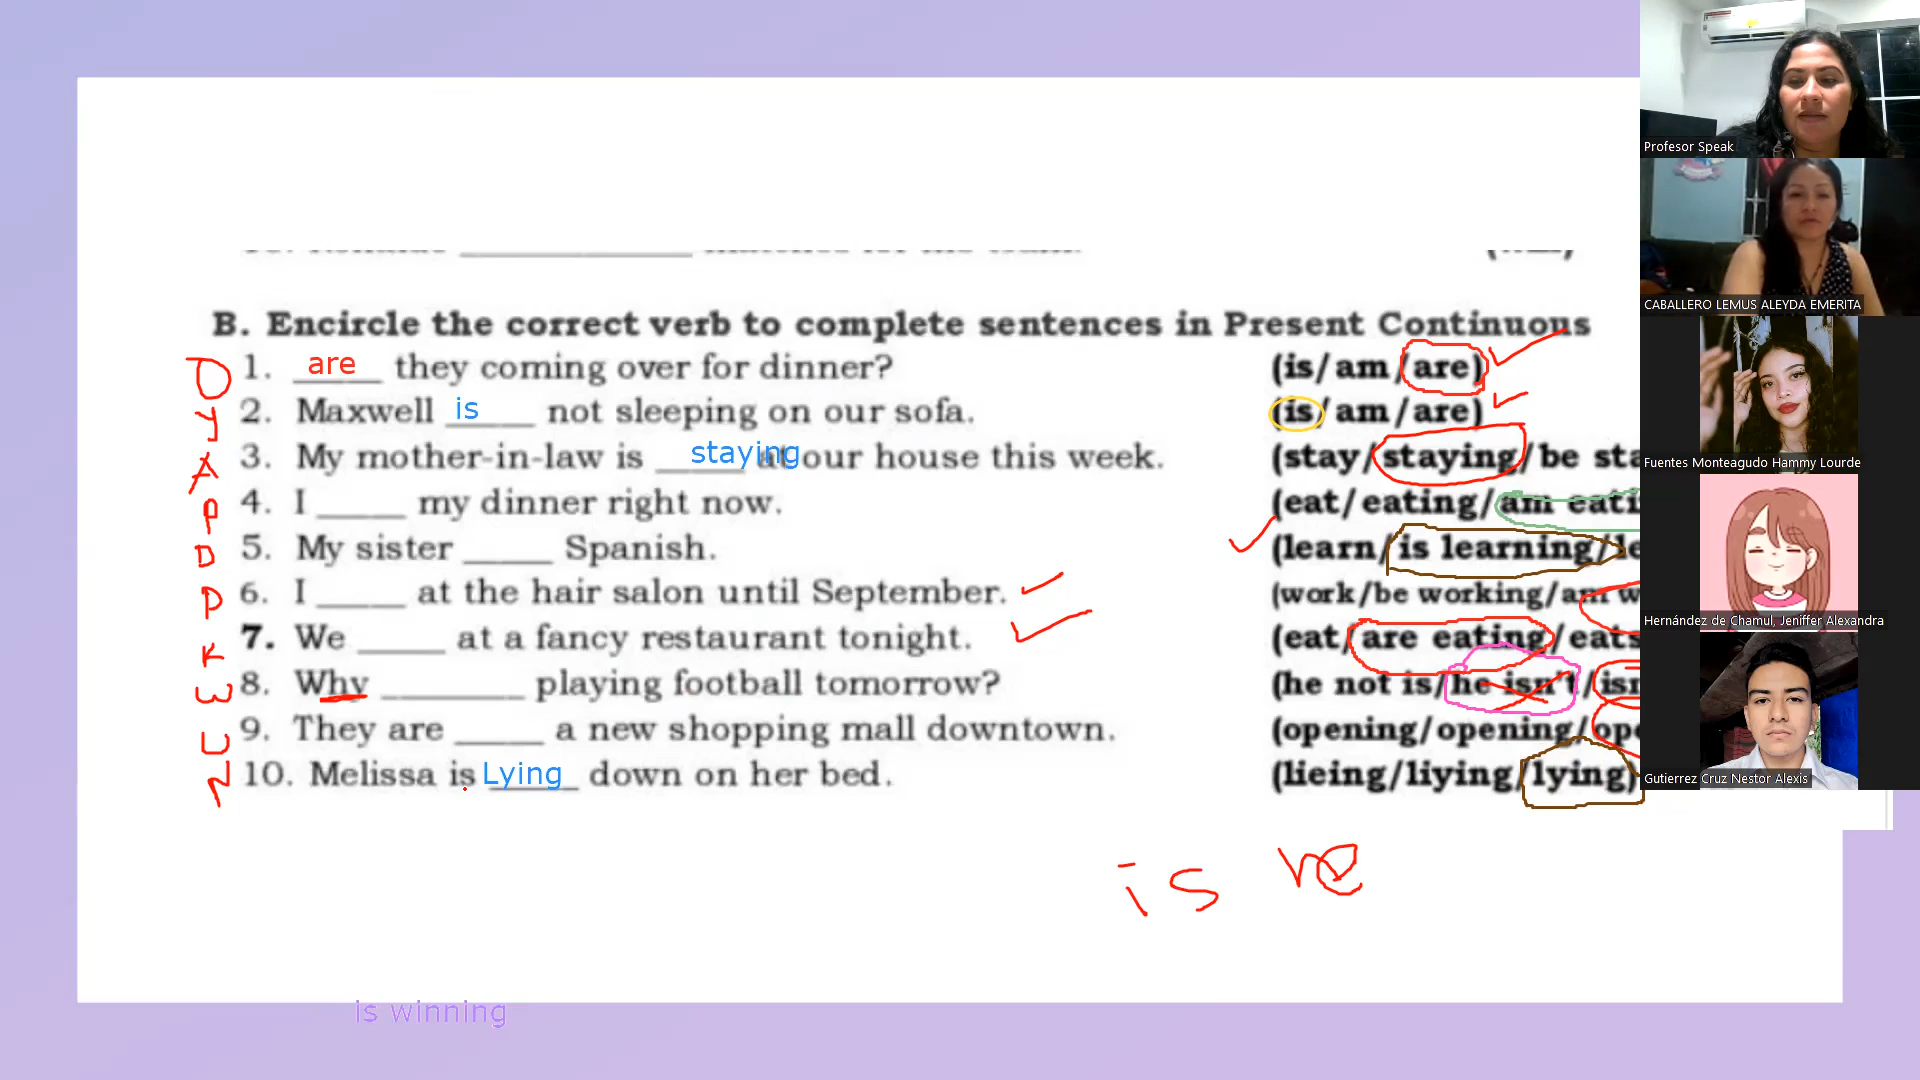 B. Encircle the correct verb to complete sentences in Present Continuous
D 1. are they coming over for dinner? (is/am/are)
Y 2. Maxwell is not sleeping on our sofa. (is/am/are)
A 3. My mother-in-law is staying at our house this week. (stay/staying/be sta
P 4. I _____ my dinner right now. (eat/eating/am eati
D 5. My sister _____ Spanish. (learn/is learning/le
P 6. I _____ at the hair salon until September. (work/be working/am w
K 7. We _____ at a fancy restaurant tonight. (eat/are eating/eats
W 8. Why ________ playing football tomorrow? (he not is/he isn't/isn
U 9. They are _____ a new shopping mall downtown. (opening/opening/ope
N 10. Melissa is Lying down on her bed. (lieing/liying/lying)
is he
is winning
Profesor Speak
CABALLERO LEMUS ALEYDA EMERITA
Fuentes Monteagudo Hammy Lourde
Hernández de Chamul, Jeniffer Alexandra
Gutierrez Cruz Nestor Alexis